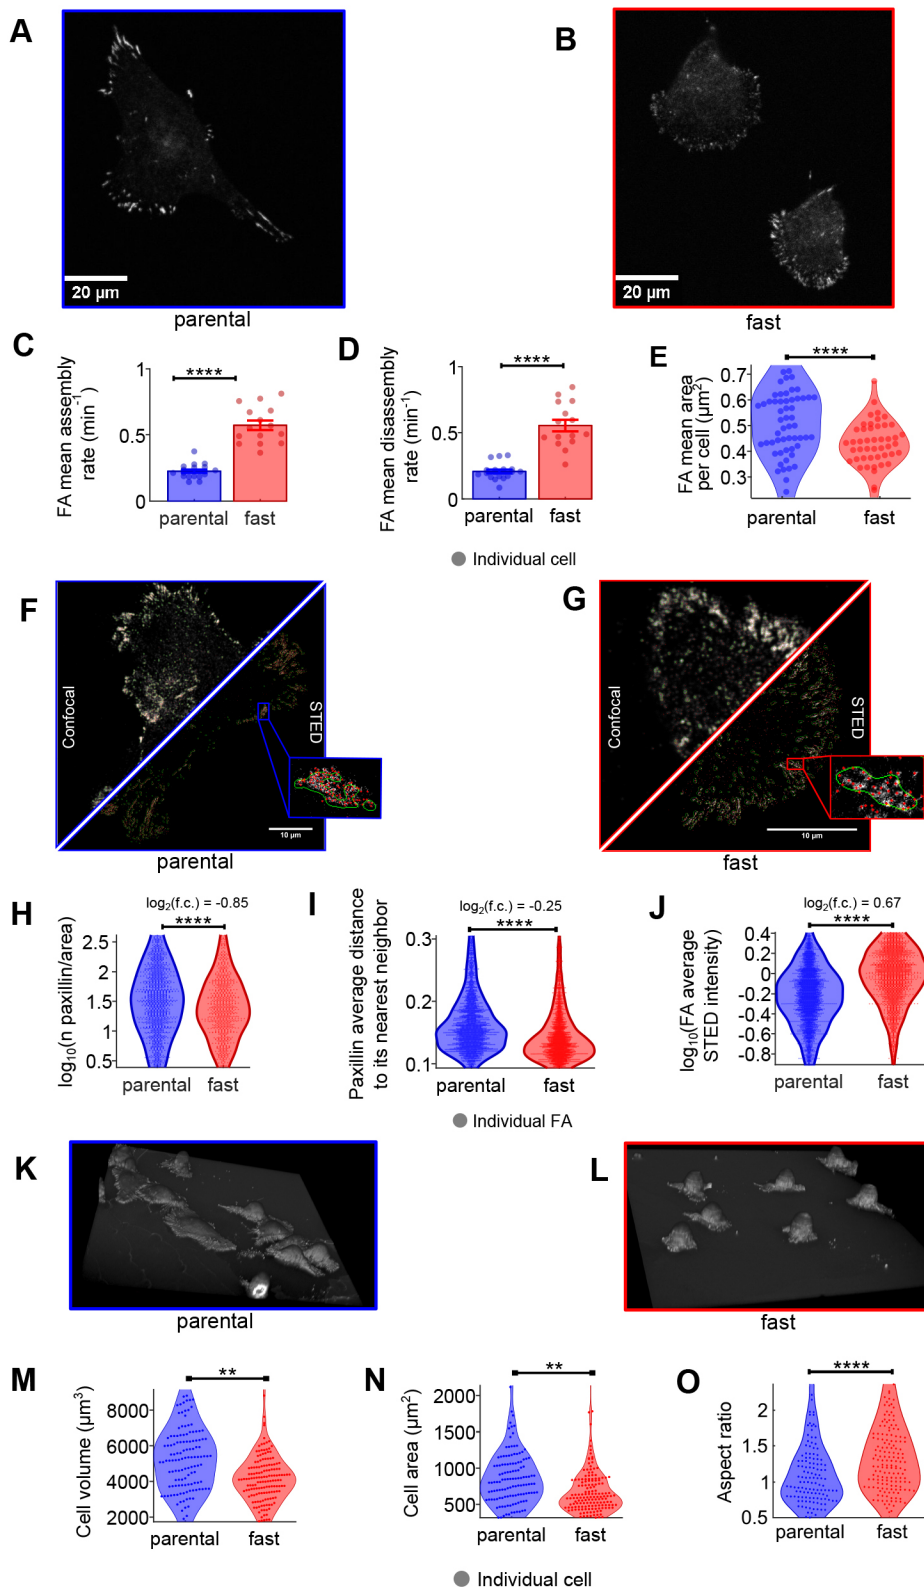 A
B
20 µm
20 µm
parental
fast
C
D
E
FA mean assembly
rate (min⁻¹)
1
0.5
0
****
parental
fast
FA mean disassembly
rate (min⁻¹)
1
0.5
0
****
parental
fast
FA mean area
per cell (µm²)
0.7
0.6
0.5
0.4
0.3
****
parental
fast
Individual cell
F
G
Confocal
STED
10 µm
parental
Confocal
STED
10 µm
fast
H
I
J
log₂(f.c.) = -0.85
****
log₁₀(n paxillin/area)
2.5
2
1.5
1
0.5
parental
fast
log₂(f.c.) = -0.25
****
Paxillin average distance
to its nearest neighbor
0.3
0.2
0.1
parental
fast
log₂(f.c.) = 0.67
****
log₁₀(FA average
STED intensity)
0.4
0.2
0
-0.2
-0.4
-0.6
-0.8
parental
fast
Individual FA
K
L
parental
fast
M
N
O
**
Cell volume (µm³)
8000
6000
4000
2000
parental
fast
**
Cell area (µm²)
2000
1500
1000
500
parental
fast
****
Aspect ratio
2
1.5
1
0.5
parental
fast
Individual cell